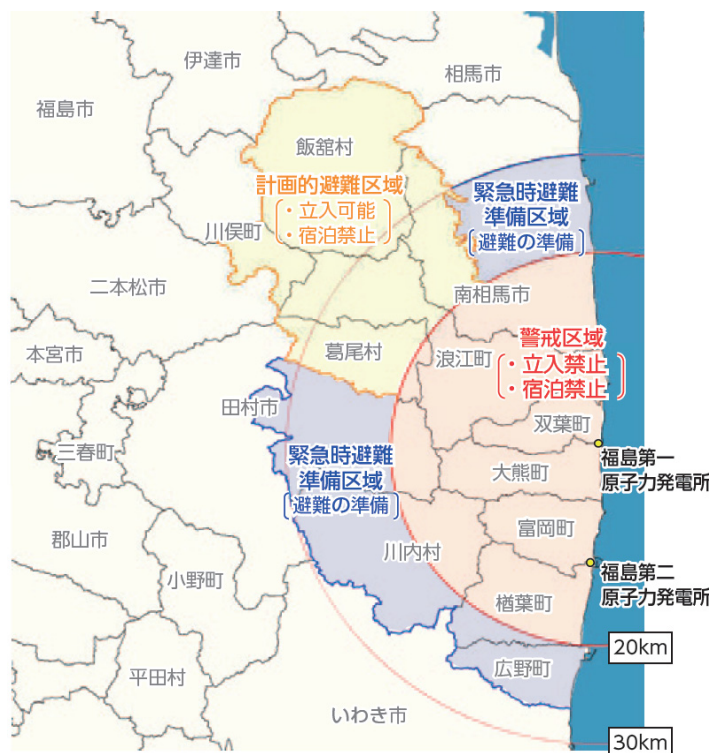 伊達市
相馬市
福島市
飯舘村
計画的避難区域
・立入可能
・宿泊禁止
川俣町
緊急時避難
準備区域
避難の準備
二本松市
南相馬市
本宮市
葛尾村
浪江町
警戒区域
・立入禁止
・宿泊禁止
田村市
双葉町
三春町
緊急時避難
準備区域
避難の準備
大熊町
福島第一
原子力発電所
郡山市
富岡町
川内村
小野町
福島第二
原子力発電所
楢葉町
20km
広野町
平田村
いわき市
30km